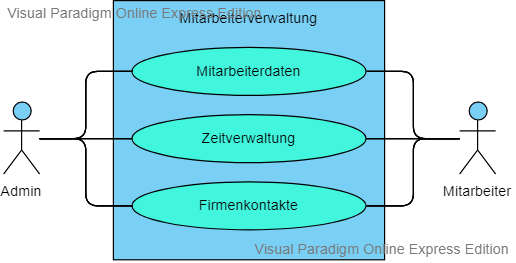 Visual Paradigm Online Express Edition
Mitarbeiterverwaltung
Mitarbeiterdaten
Zeitverwaltung
Admin
Mitarbeiter
Firmenkontakte
Visual Paradigm Online Express Edition